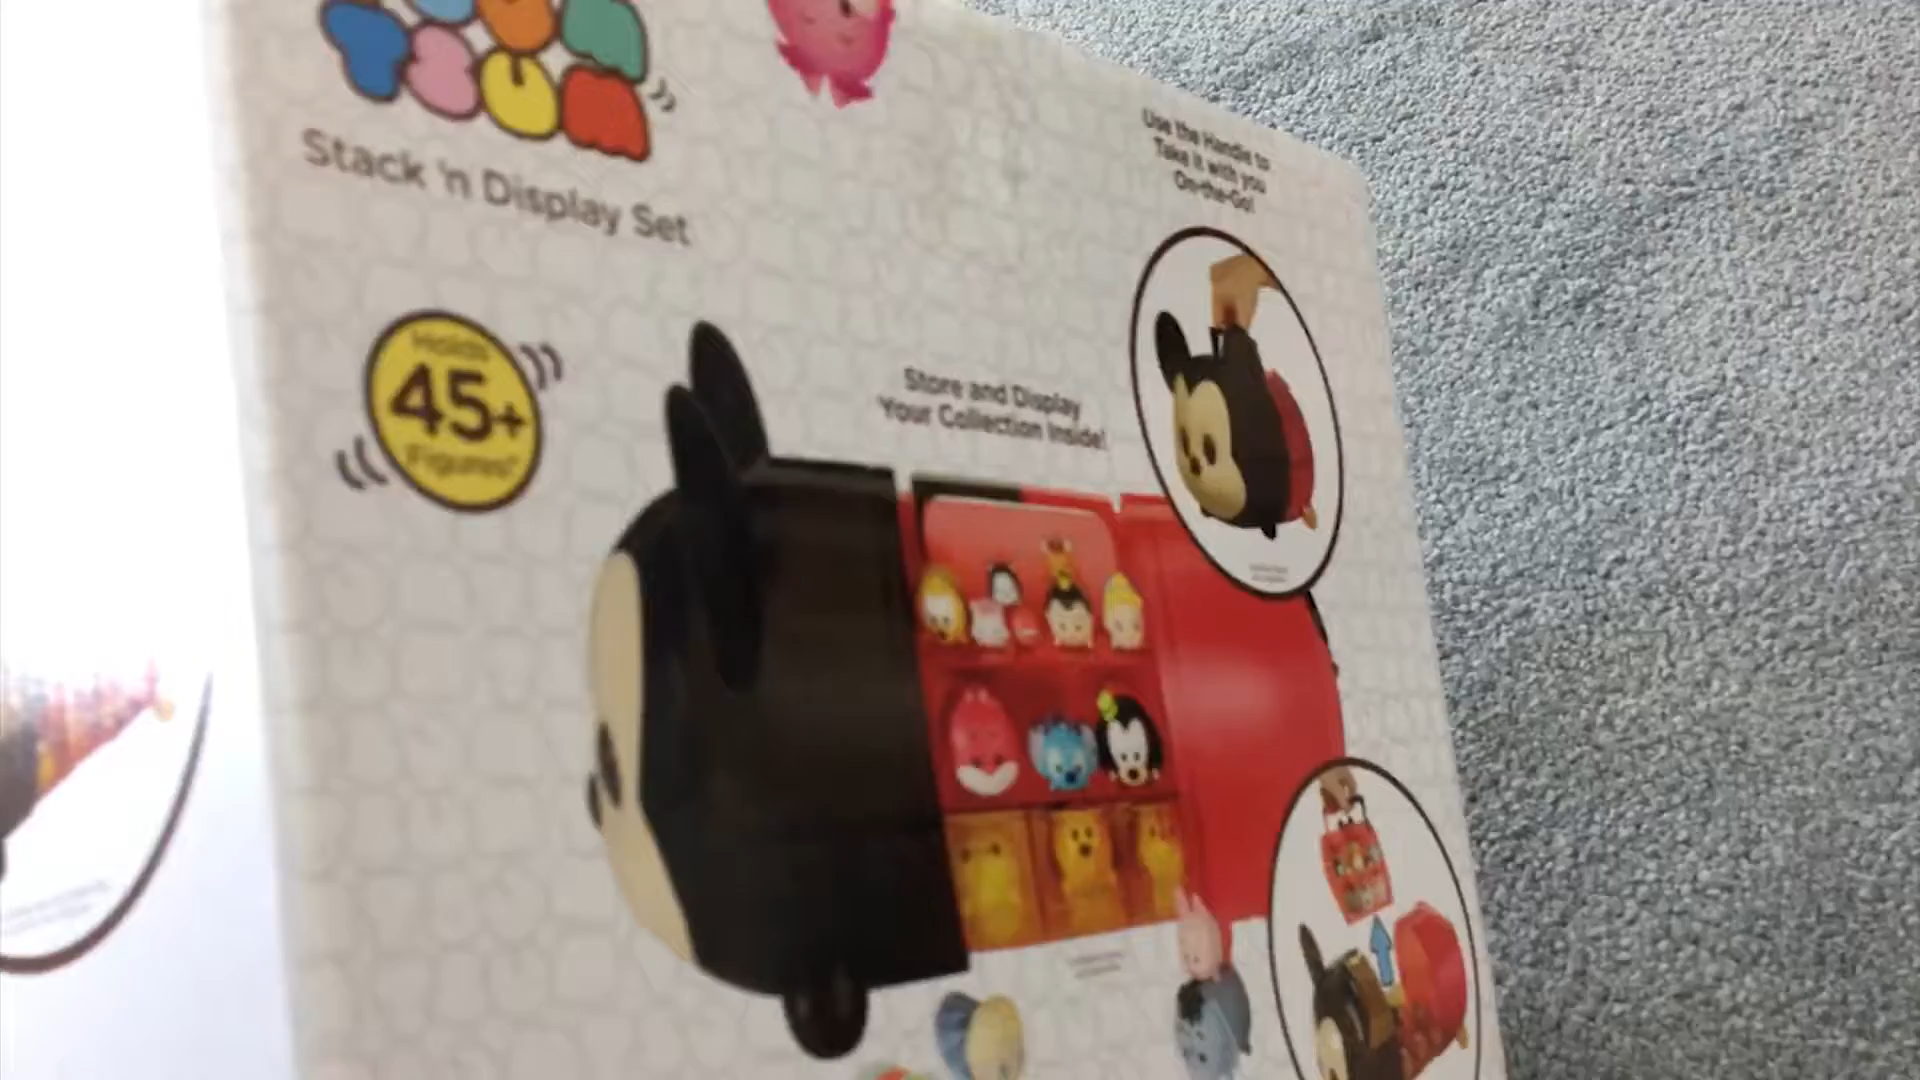 Stack 'n Display Set
Use the Handle to
Take it with you
On-the-Go!
Holds
45+
Figures*
Store and Display
Your Collection Inside!